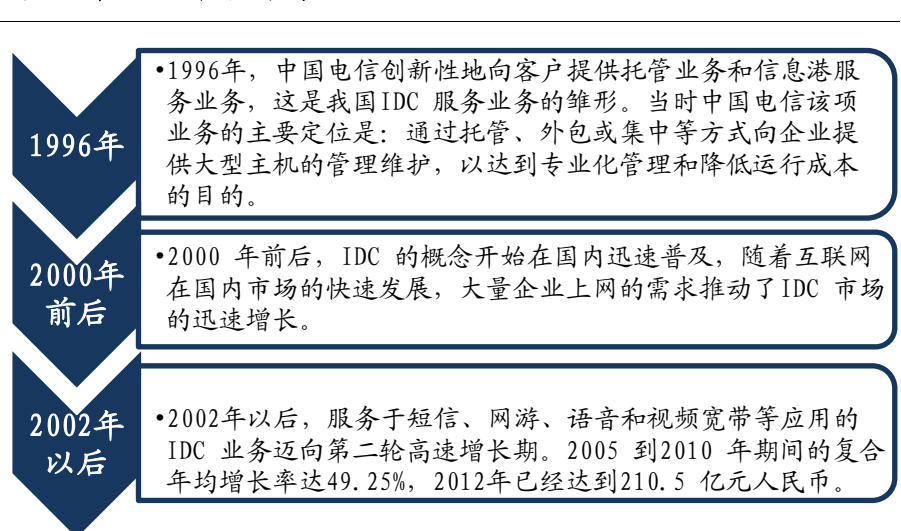 1996年
•1996年，中国电信创新性地向客户提供托管业务和信息港服
务业务，这是我国IDC 服务业务的雏形。当时中国电信该项
业务的主要定位是：通过托管、外包或集中等方式向企业提
供大型主机的管理维护，以达到专业化管理和降低运行成本
的目的。
2000年
前后
•2000 年前后，IDC 的概念开始在国内迅速普及，随着互联网
在国内市场的快速发展，大量企业上网的需求推动了IDC 市场
的迅速增长。
2002年
以后
•2002年以后，服务于短信、网游、语音和视频宽带等应用的
IDC 业务迈向第二轮高速增长期。2005 到2010 年期间的复合
年均增长率达49.25%，2012年已经达到210.5 亿元人民币。